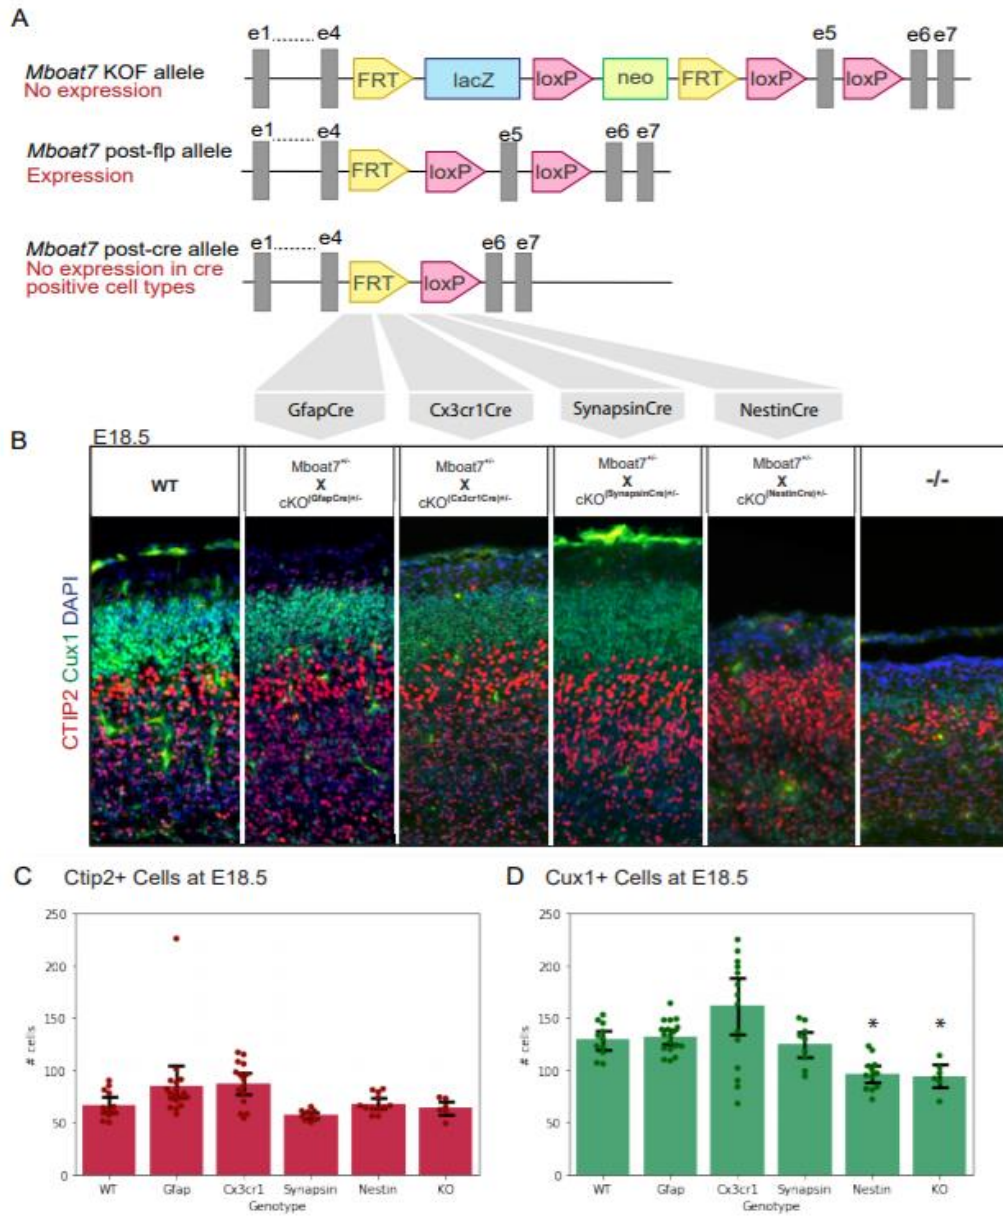 A
e1 e4 e5 e6 e7
Mboat7 KOF allele
No expression
FRT lacZ loxP neo FRT loxP loxP
e1 e4 e5 e6 e7
Mboat7 post-flp allele
Expression
FRT loxP loxP
e1 e4 e6 e7
Mboat7 post-cre allele
No expression in cre
positive cell types
FRT loxP
GfapCre Cx3cr1Cre SynapsinCre NestinCre
B E18.5
WT
Mboat7+/-
X
cKO(GfapCre)+/-
Mboat7+/-
X
cKO(Cx3cr1Cre)+/-
Mboat7+/-
X
cKO(SynapsinCre)+/-
Mboat7+/-
X
cKO(NestinCre)+/-
-/-
CTIP2 Cux1 DAPI
C Ctip2+ Cells at E18.5
250
200
150
100
50
0
# cells
WT Gfap Cx3cr1 Synapsin Nestin KO
Genotype
D Cux1+ Cells at E18.5
250
200
150
100
50
0
# cells
* *
WT Gfap Cx3cr1 Synapsin Nestin KO
Genotype